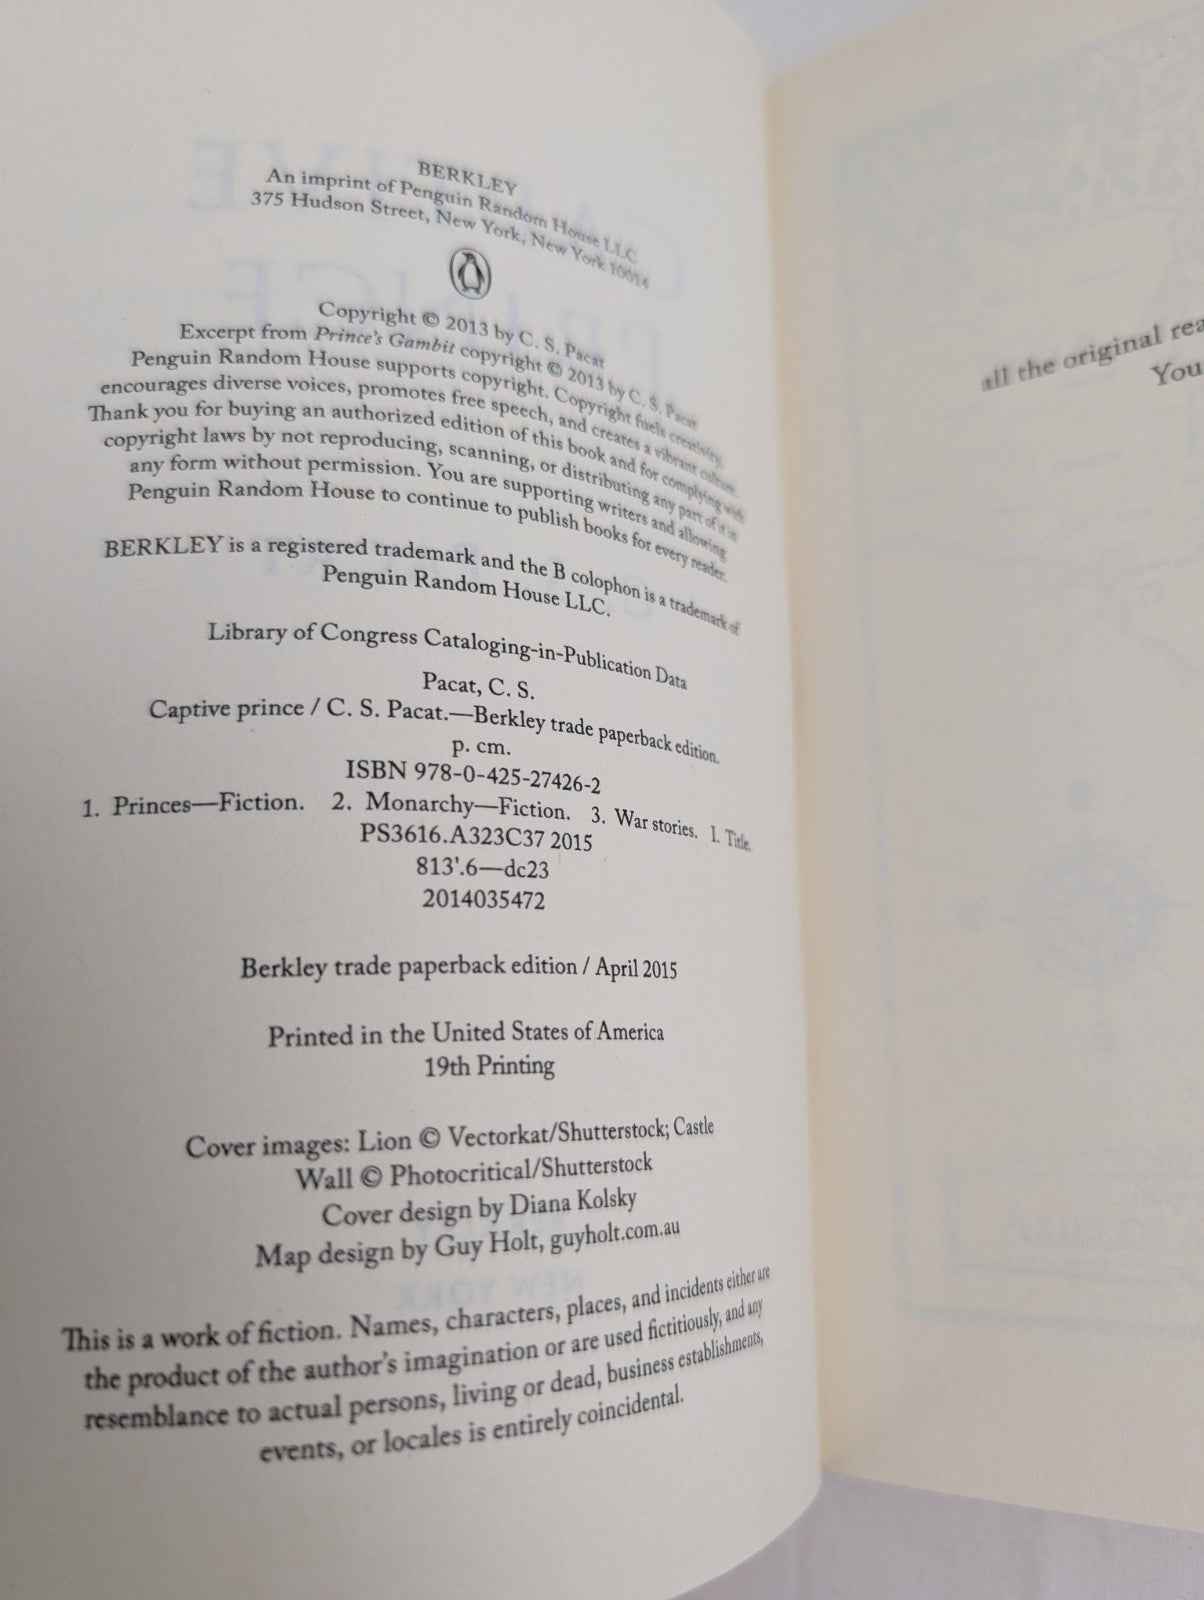 BERKLEY
An imprint of Penguin Random House LLC
375 Hudson Street, New York, New York 10014
Copyright © 2013 by C. S. Pacat
Excerpt from Prince's Gambit copyright © 2013 by C. S. Pacat
Penguin Random House supports copyright. Copyright fuels creativity,
encourages diverse voices, promotes free speech, and creates a vibrant culture.
Thank you for buying an authorized edition of this book and for complying with
copyright laws by not reproducing, scanning, or distributing any part of it in
any form without permission. You are supporting writers and allowing
Penguin Random House to continue to publish books for every reader.
BERKLEY is a registered trademark and the B colophon is a trademark of
Penguin Random House LLC.
Library of Congress Cataloging-in-Publication Data
Pacat, C. S.
Captive prince / C. S. Pacat.—Berkley trade paperback edition.
p. cm.
ISBN 978-0-425-27426-2
1. Princes—Fiction. 2. Monarchy—Fiction. 3. War stories. I. Title.
PS3616.A323C37 2015
813'.6—dc23
2014035472
Berkley trade paperback edition / April 2015
Printed in the United States of America
19th Printing
Cover images: Lion © Vectorkat/Shutterstock; Castle
Wall © Photocritical/Shutterstock
Cover design by Diana Kolsky
Map design by Guy Holt, guyholt.com.au
This is a work of fiction. Names, characters, places, and incidents either are
the product of the author's imagination or are used fictitiously, and any
resemblance to actual persons, living or dead, business establishments,
events, or locales is entirely coincidental.
all the original rea
You